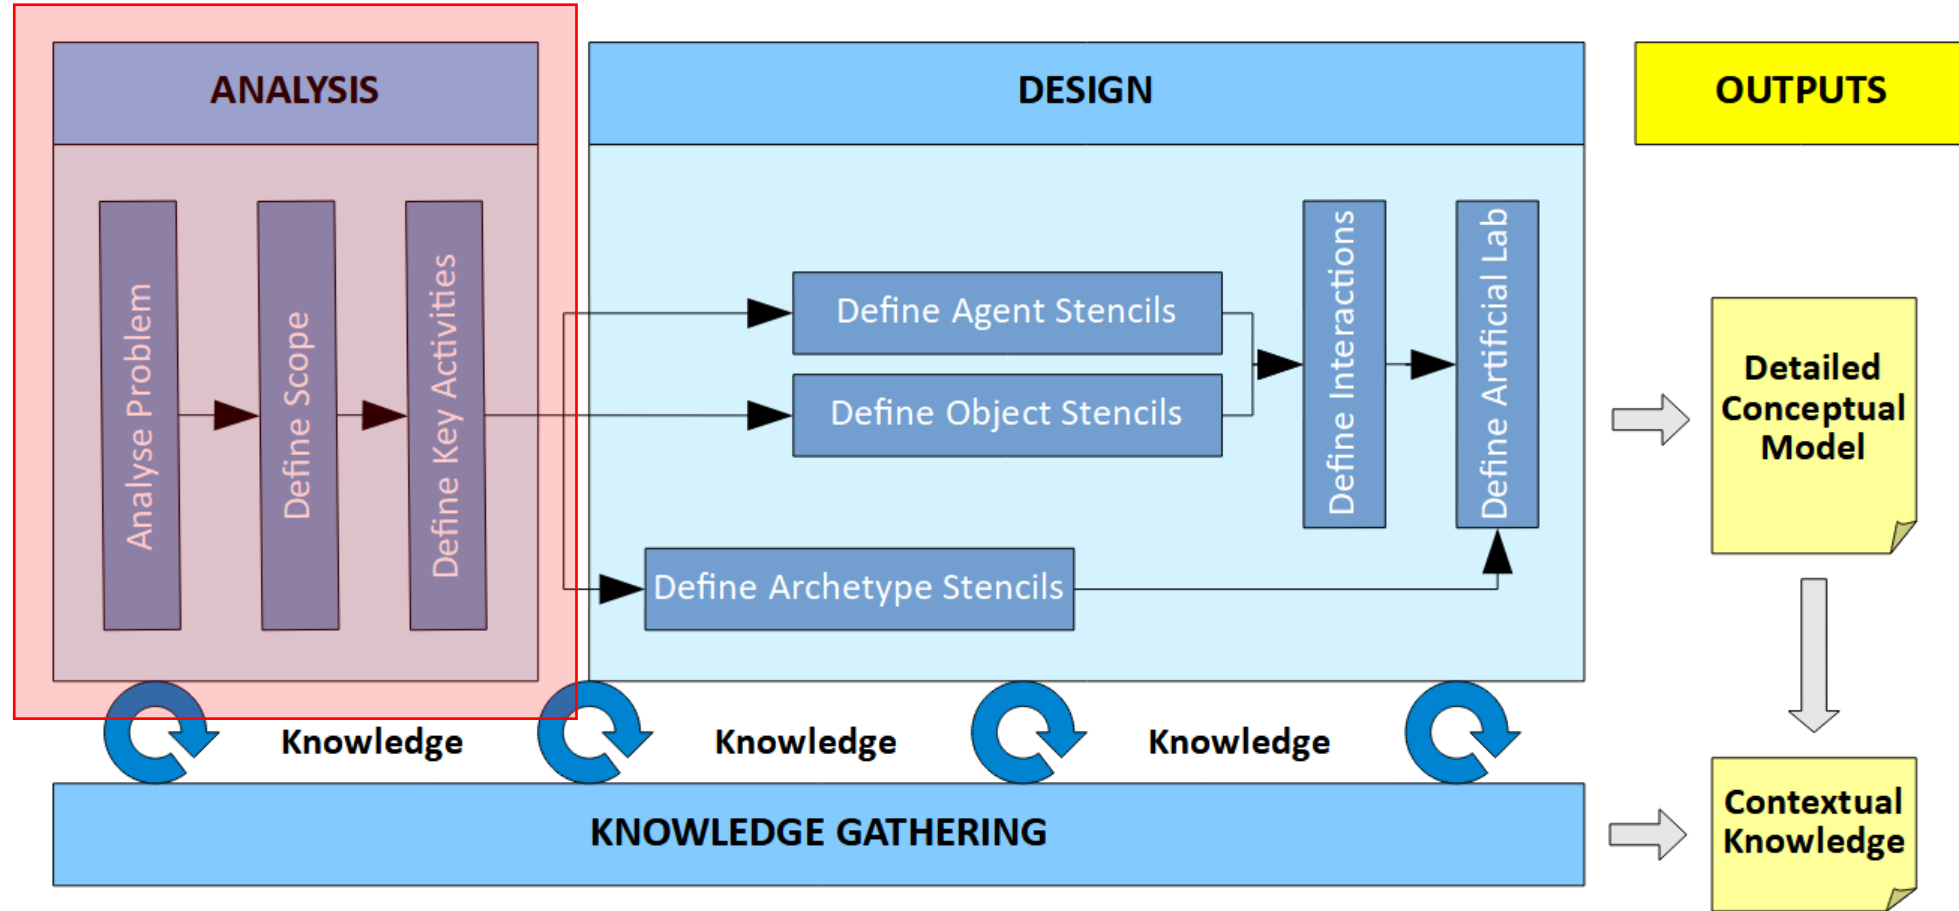 ANALYSIS
DESIGN
OUTPUTS
Analyse Problem
Define Scope
Define Key Activities
Define Agent Stencils
Define Object Stencils
Define Archetype Stencils
Define Interactions
Define Artificial Lab
Detailed
Conceptual
Model
Knowledge
Knowledge
Knowledge
KNOWLEDGE GATHERING
Contextual
Knowledge